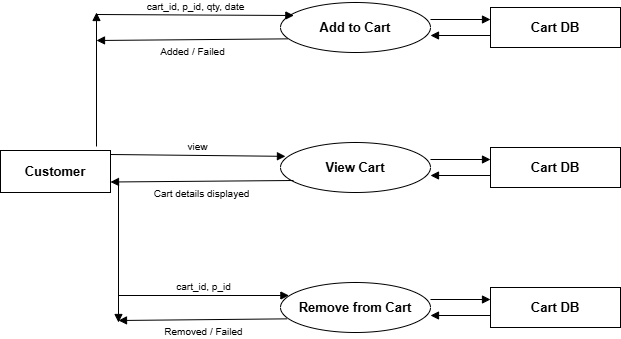 cart_id, p_id, qty, date
Add to Cart
Cart DB
Added / Failed
view
Customer
View Cart
Cart DB
Cart details displayed
cart_id, p_id
Remove from Cart
Cart DB
Removed / Failed